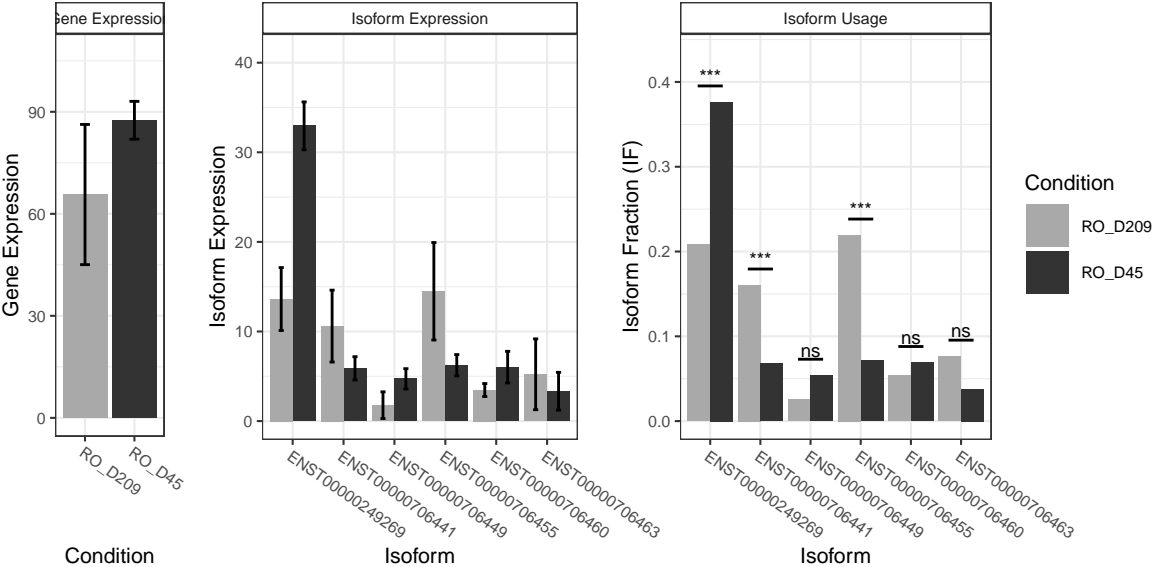 Gene Expression
Isoform Expression
Isoform Usage
Gene Expression
90
60
30
0
RO_D209
RO_D45
Condition
Isoform Expression
40
30
20
10
0
ENST00000249269
ENST00000706441
ENST00000706449
ENST00000706455
ENST00000706460
ENST00000706463
Isoform
Isoform Fraction (IF)
0.4
0.3
0.2
0.1
0.0
***
***
ns
***
ns
ns
ENST00000249269
ENST00000706441
ENST00000706449
ENST00000706455
ENST00000706460
ENST00000706463
Isoform
Condition
RO_D209
RO_D45